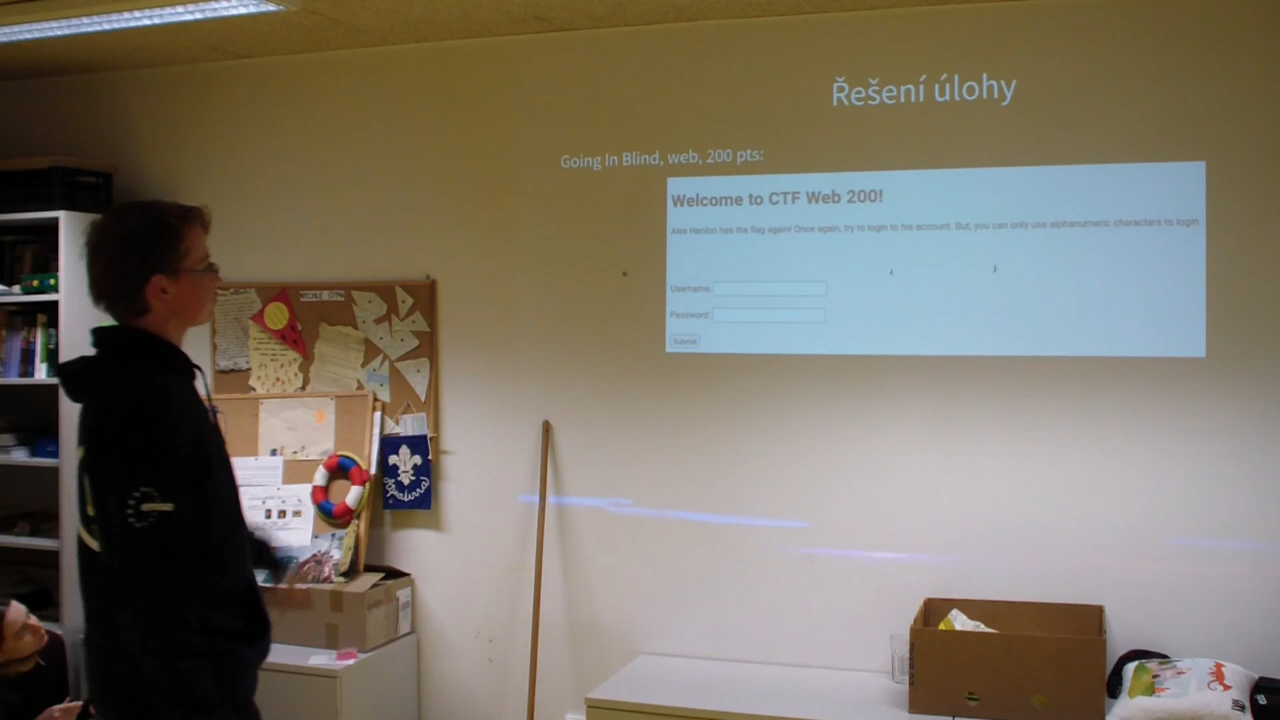 Řešení úlohy
Going In Blind, web, 200 pts:
Welcome to CTF Web 200!
Alex Hanlon has the flag again! Once again, try to login to his account. But, you can only use alphanumeric characters to login.
Username:
Password:
Submit